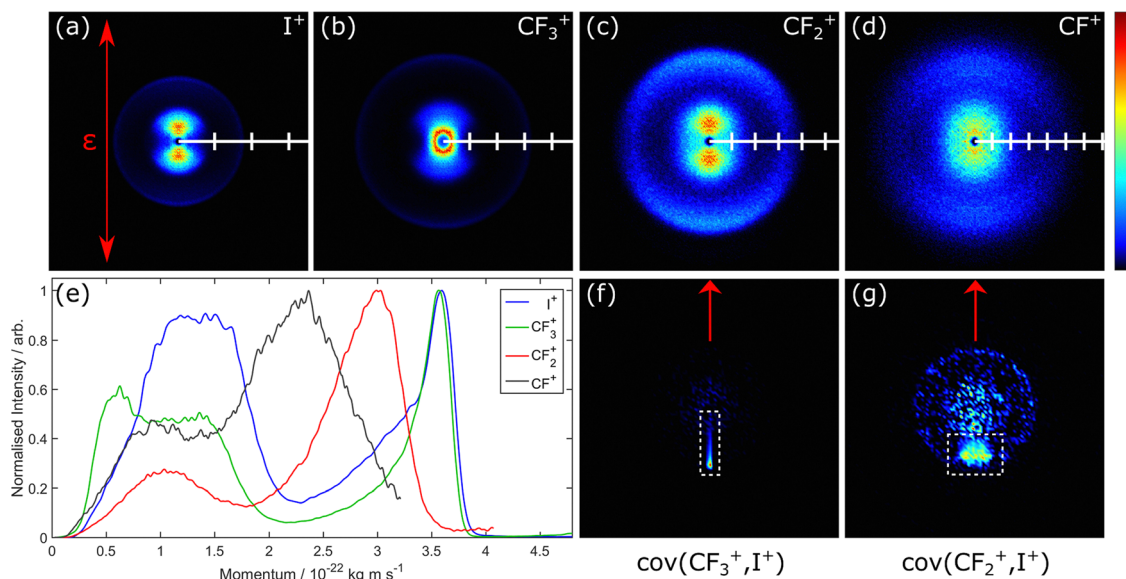 (a) I⁺
ε
(b) CF₃⁺
(c) CF₂⁺
(d) CF⁺
(e)
Normalised Intensity / arb.
1
0.8
0.6
0.4
0.2
0
0 0.5 1 1.5 2 2.5 3 3.5 4 4.5
Momentum / 10⁻²² kg m s⁻¹
I⁺
CF₃⁺
CF₂⁺
CF⁺
(f)
cov(CF₃⁺,I⁺)
(g)
cov(CF₂⁺,I⁺)